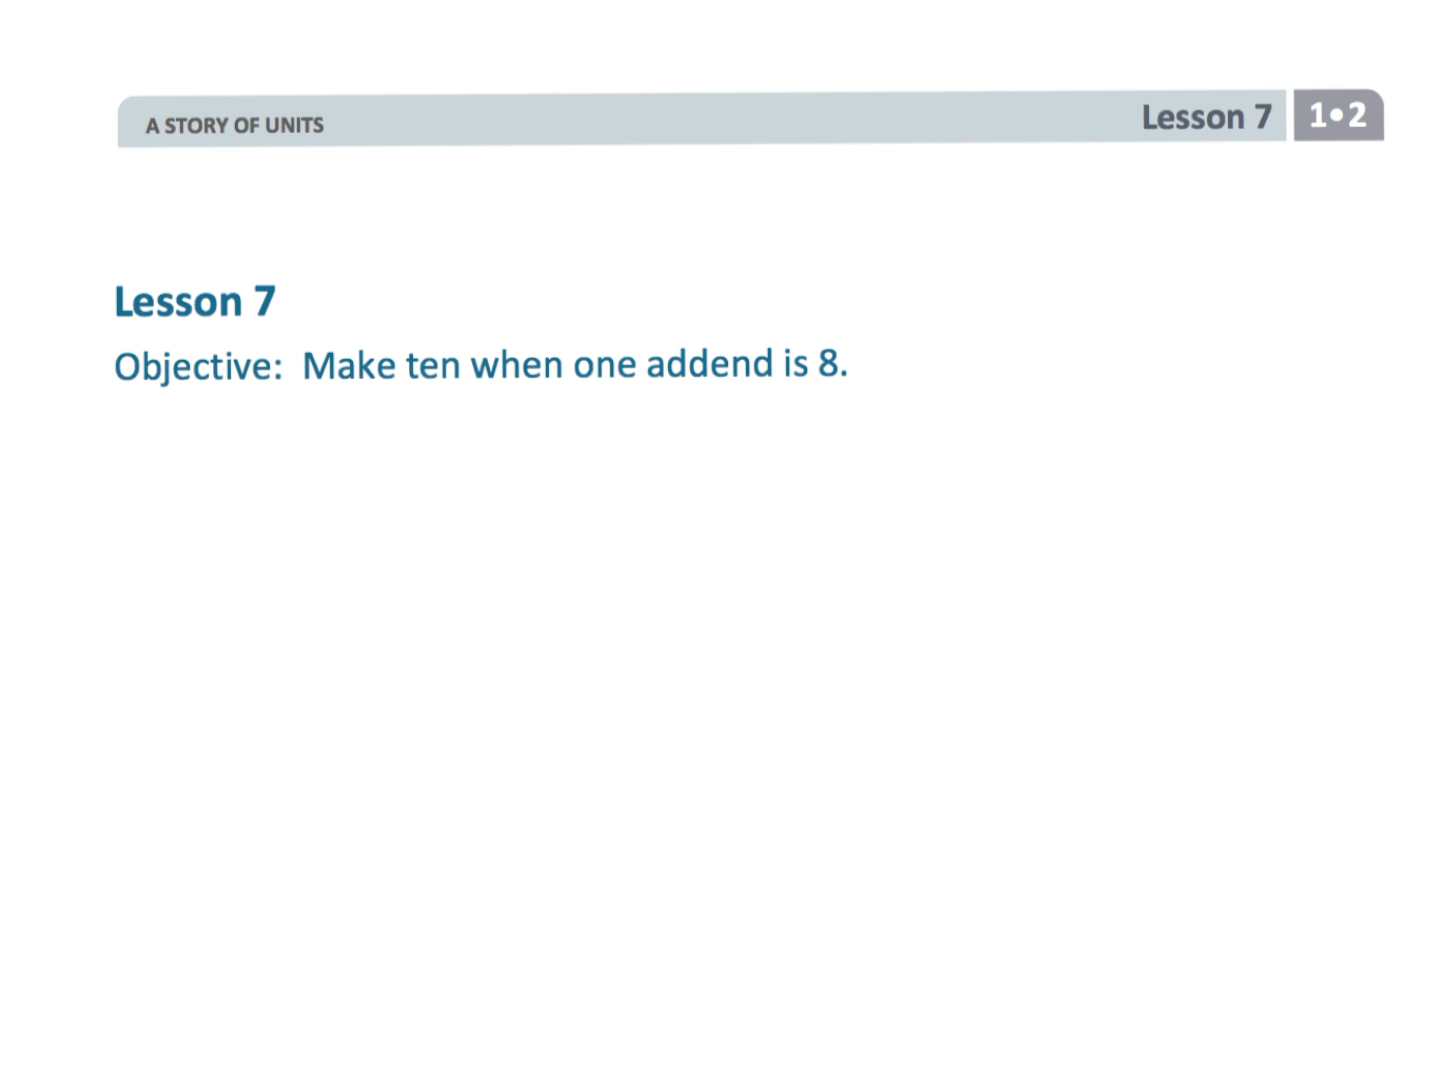 A STORY OF UNITS
Lesson 7
1•2
Lesson 7
Objective: Make ten when one addend is 8.